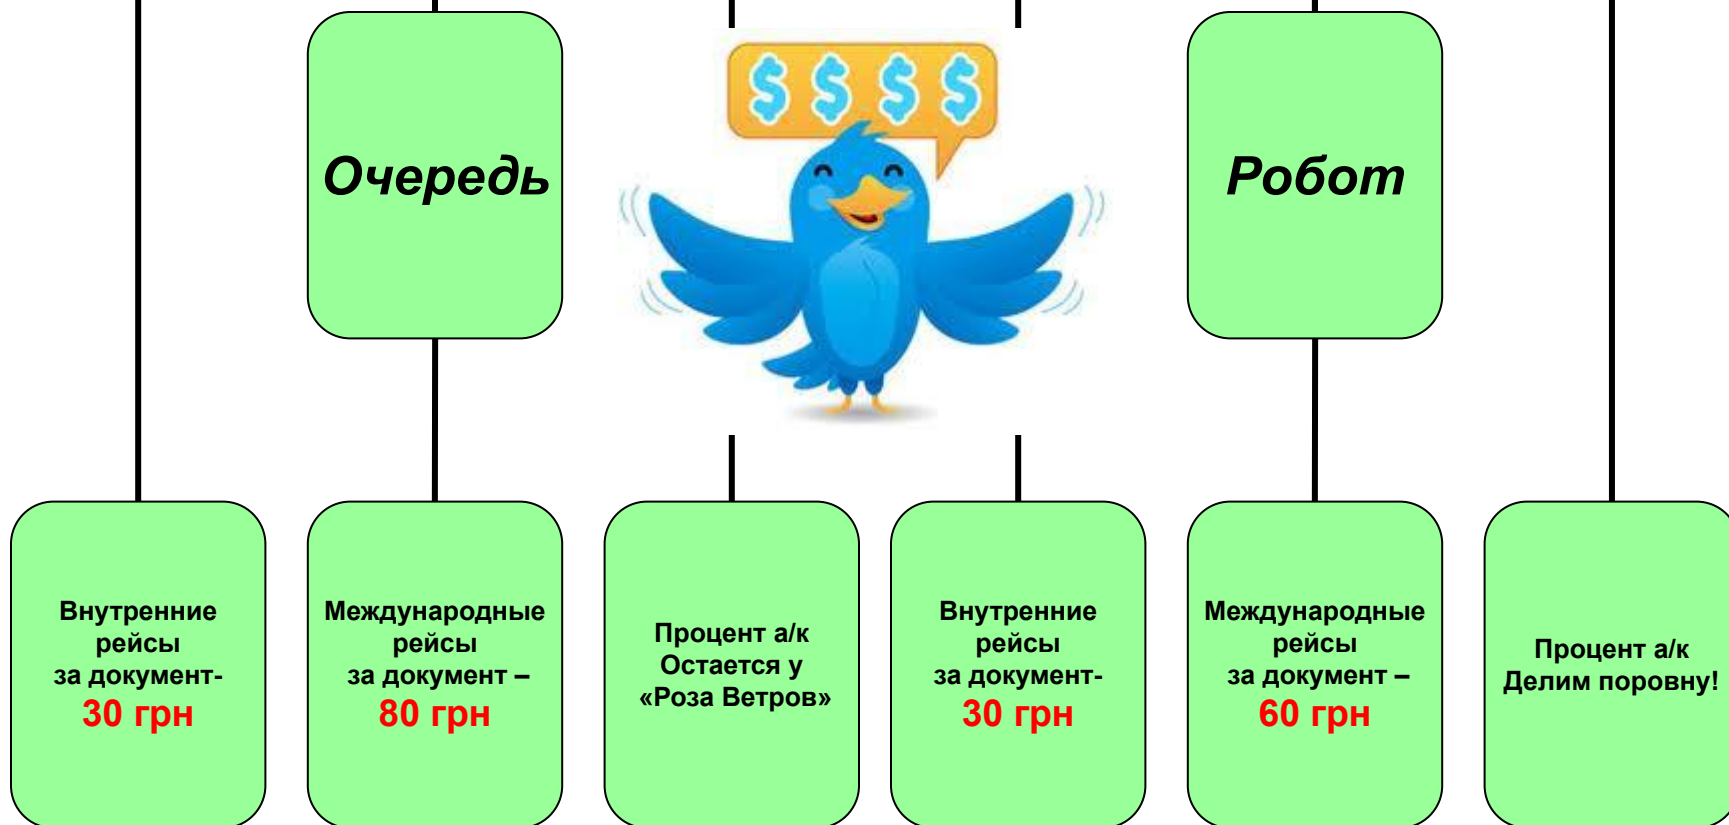 $ $ $ $
Очередь
Робот
Внутренние
рейсы
за документ-
30 грн
Международные
рейсы
за документ –
80 грн
Процент а/к
Остается у
«Роза Ветров»
Внутренние
рейсы
за документ-
30 грн
Международные
рейсы
за документ –
60 грн
Процент а/к
Делим поровну!